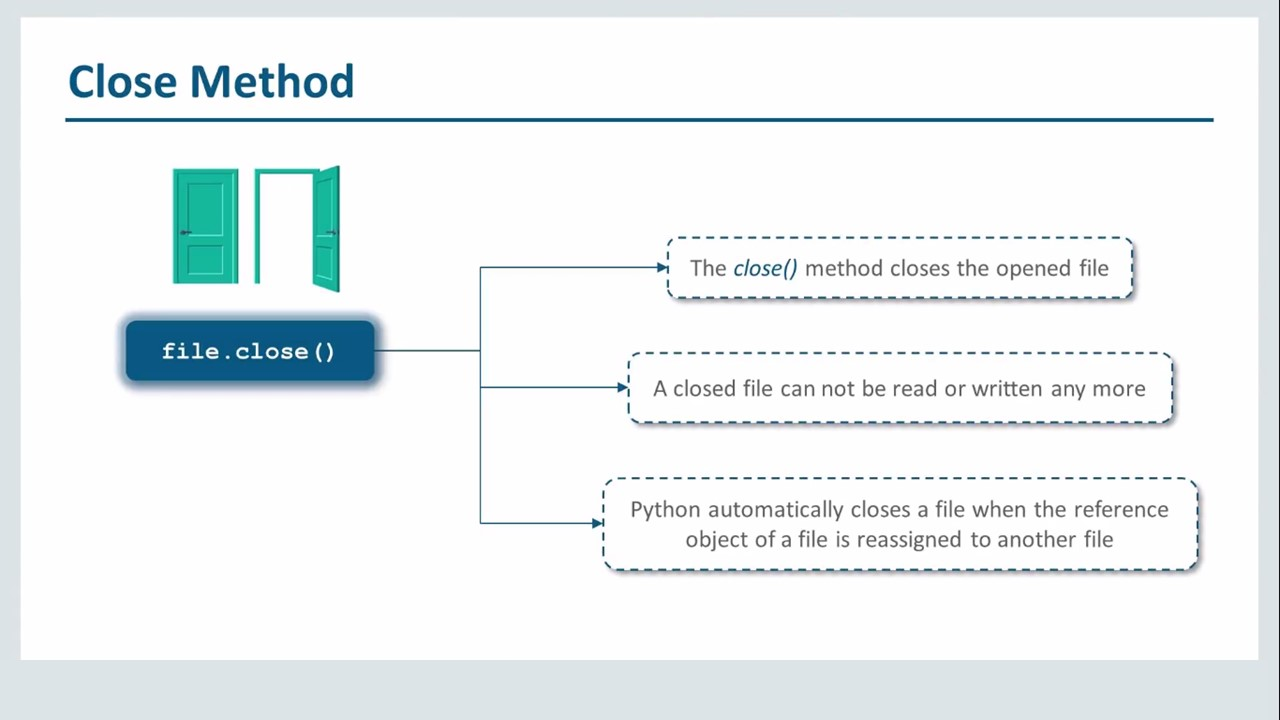 Close Method
file.close()
The close() method closes the opened file
A closed file can not be read or written any more
Python automatically closes a file when the reference
object of a file is reassigned to another file